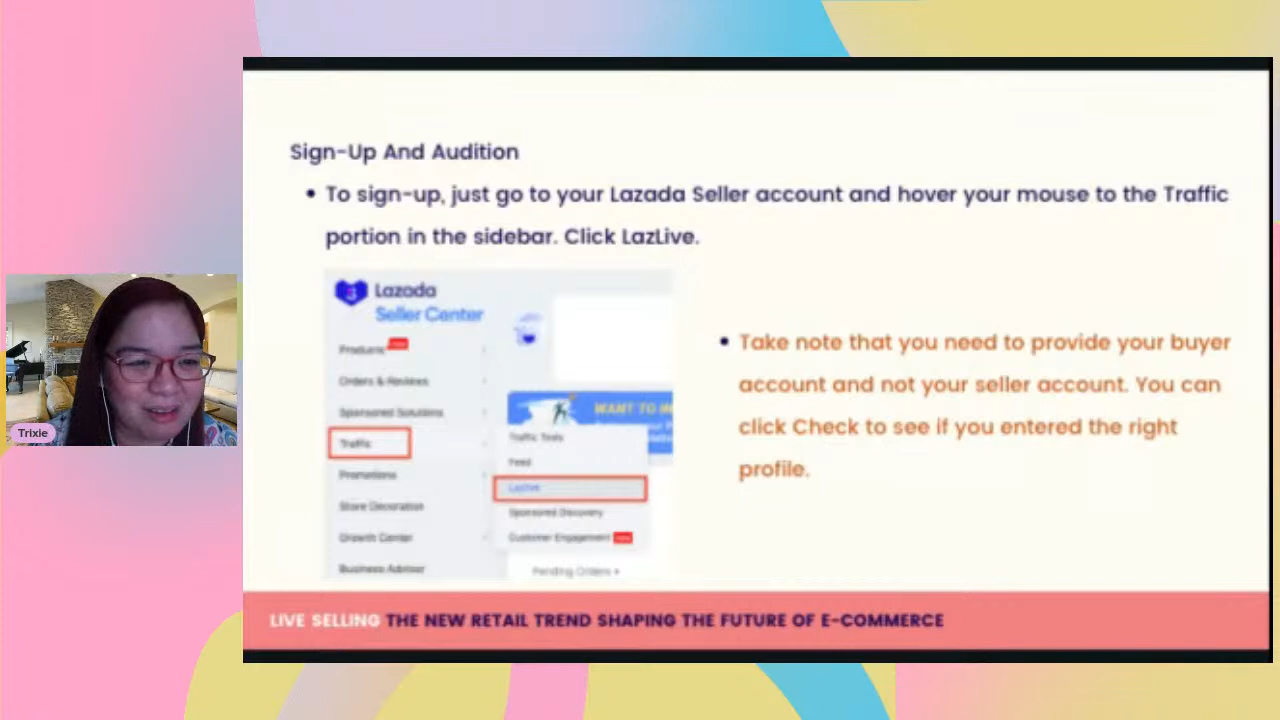 Sign-Up And Audition
• To sign-up, just go to your Lazada Seller account and hover your mouse to the Traffic
portion in the sidebar. Click LazLive.
Lazada
Seller Center
Products
Orders & Reviews
Sponsored Solutions
Traffic
Promotions
Store Decoration
Growth Center
Business Advisor
WANT TO
Traffic Tools
Feed
LazLive
Sponsored Discovery
Customer Engagement
Pending Orders
• Take note that you need to provide your buyer
account and not your seller account. You can
click Check to see if you entered the right
profile.
Trixie
LIVE SELLING THE NEW RETAIL TREND SHAPING THE FUTURE OF E-COMMERCE